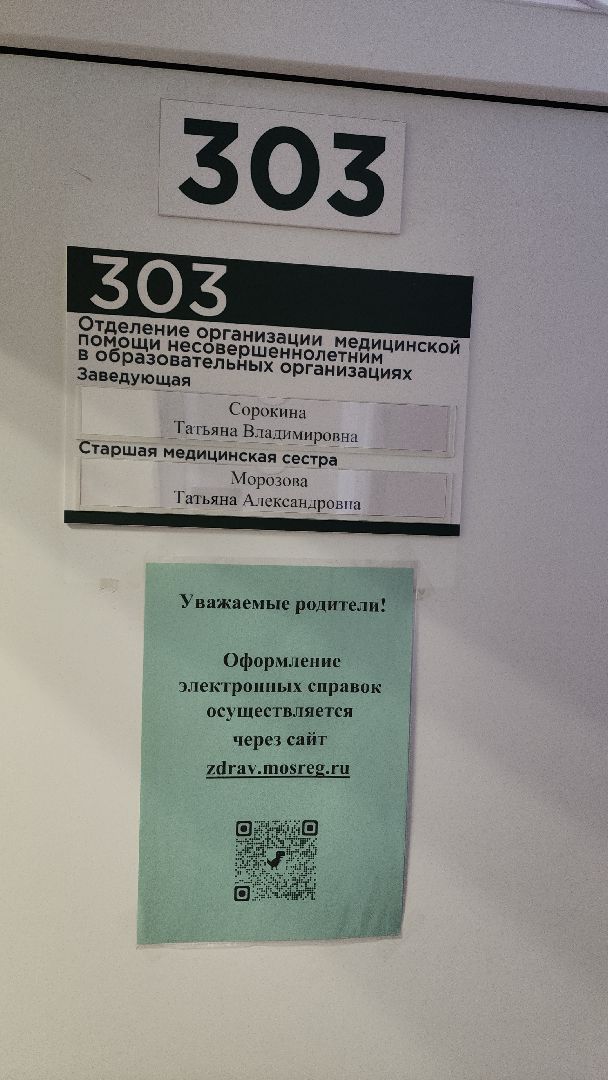 303
303
Отделение организации медицинской
помощи несовершеннолетним
в образовательных организациях
Заведующая
Сорокина
Татьяна Владимировна
Старшая медицинская сестра
Морозова
Татьяна Александровна
Уважаемые родители!
Оформление
электронных справок
осуществляется
через сайт
zdrav.mosreg.ru